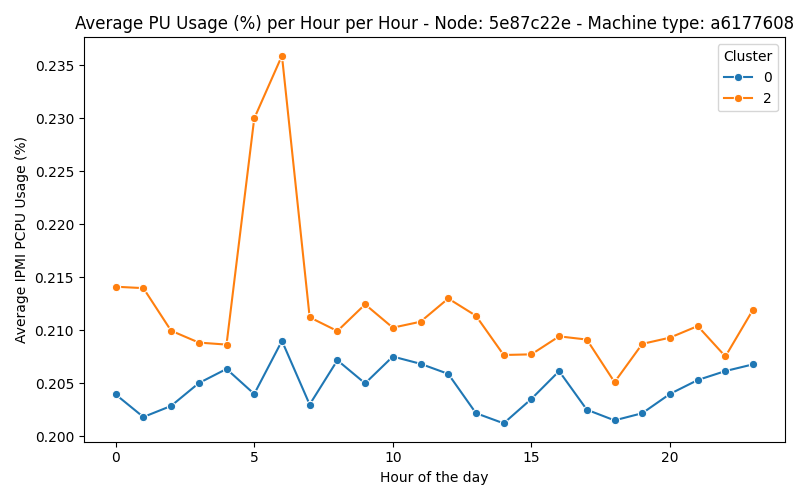 Average PU Usage (%) per Hour per Hour - Node: 5e87c22e - Machine type: a6177608
Average IPMI PCPU Usage (%)
0.235
0.230
0.225
0.220
0.215
0.210
0.205
0.200
Cluster
0
2
0 5 10 15 20
Hour of the day